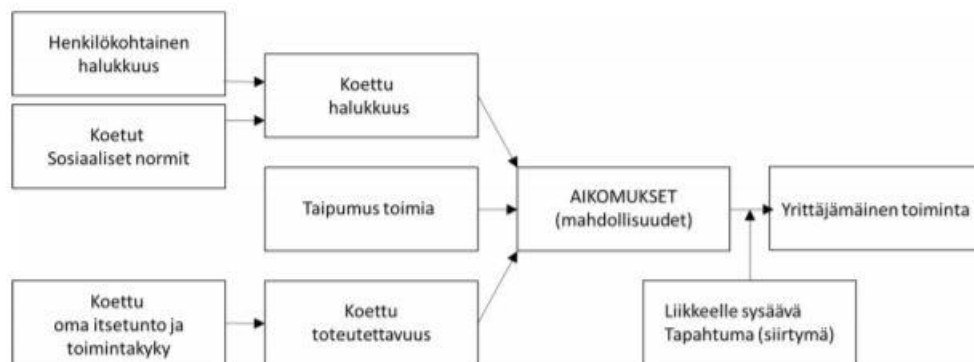 Henkilökohtainen
halukkuus
Koetut
Sosiaaliset normit
Koettu
halukkuus
Taipumus toimia
AIKOMUKSET
(mahdollisuudet)
Yrittäjämäinen toiminta
Koettu
oma itsetunto ja
toimintakyky
Koettu
toteutettavuus
Liikkeelle sysäävä
Tapahtuma (siirtymä)